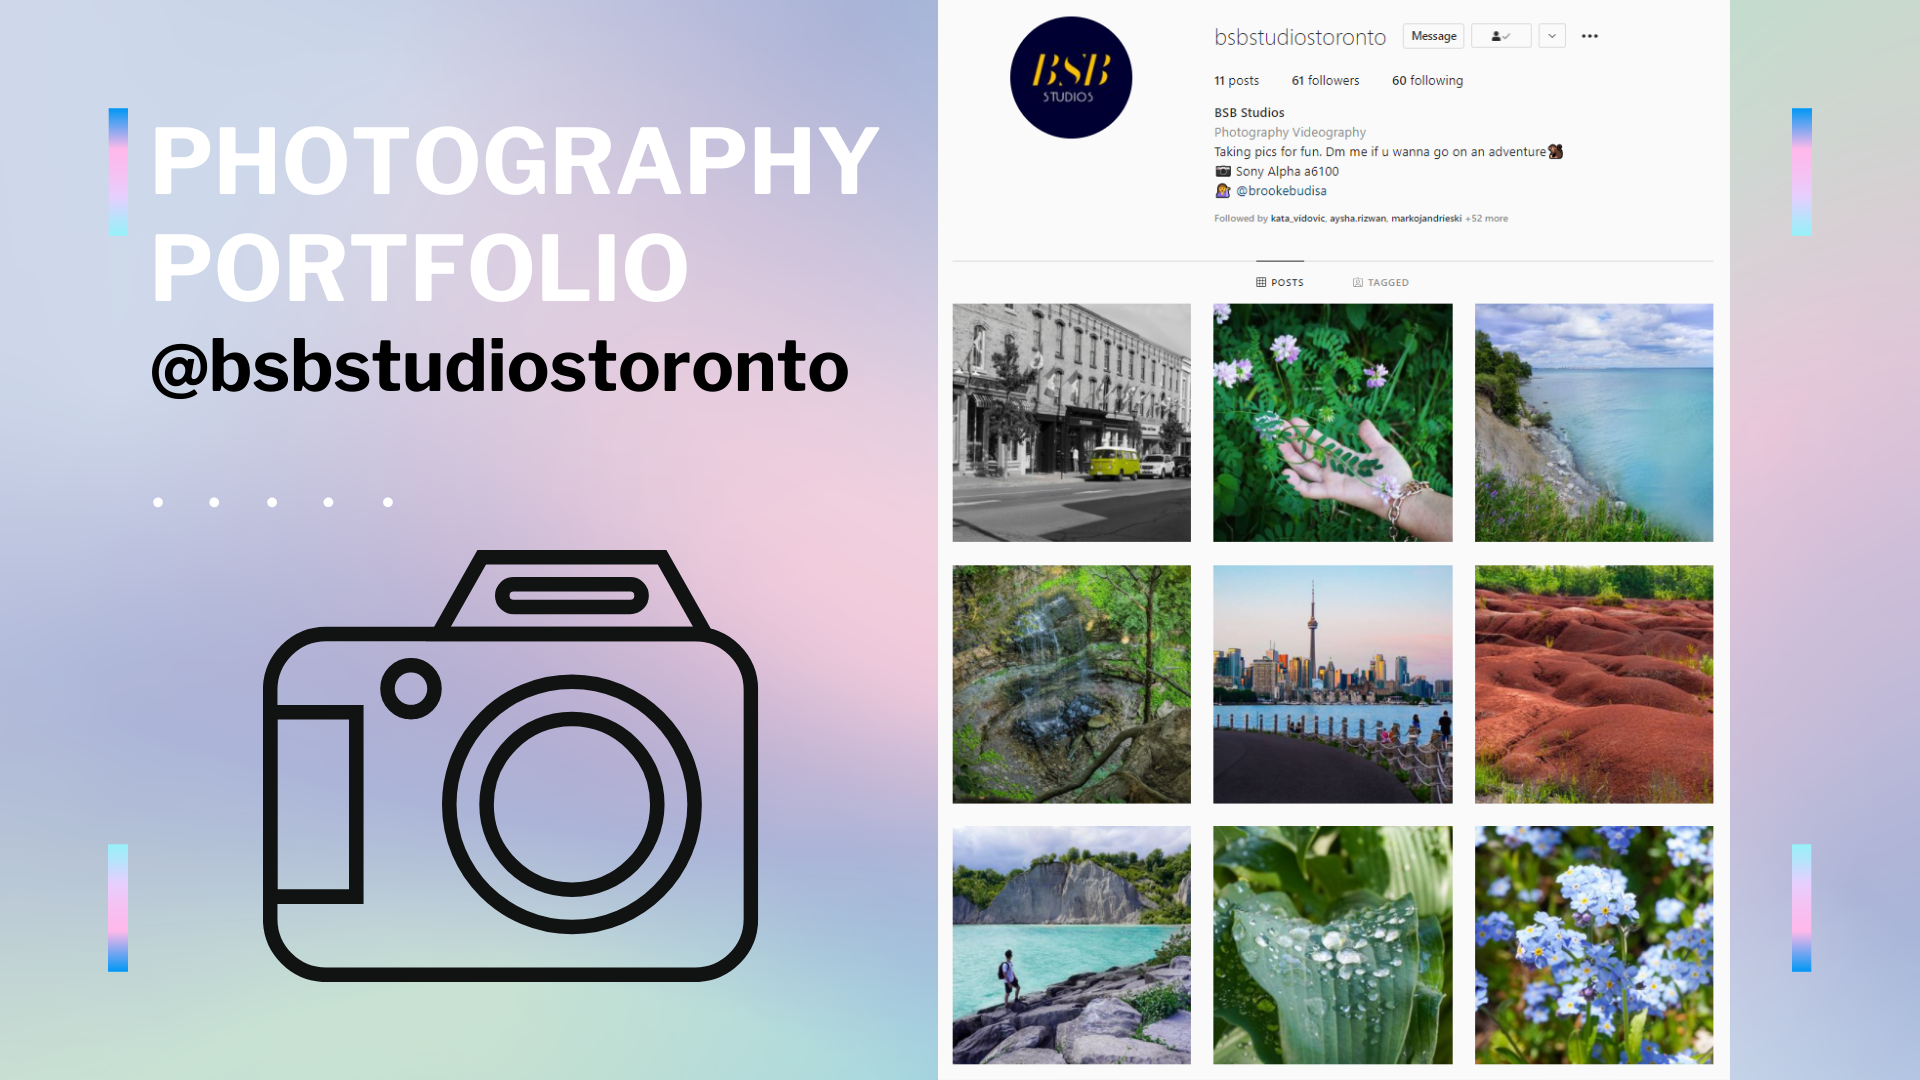 PHOTOGRAPHY
PORTFOLIO
@bsbstudiostoronto
BSB
STUDIOS
bsbstudiostoronto Message
11 posts 61 followers 60 following
BSB Studios
Photography Videography
Taking pics for fun. Dm me if u wanna go on an adventure
Sony Alpha a6100
@brookebudisa
Followed by kata_vidovic, aysha.rizwan, markojandrieski +52 more
POSTS TAGGED